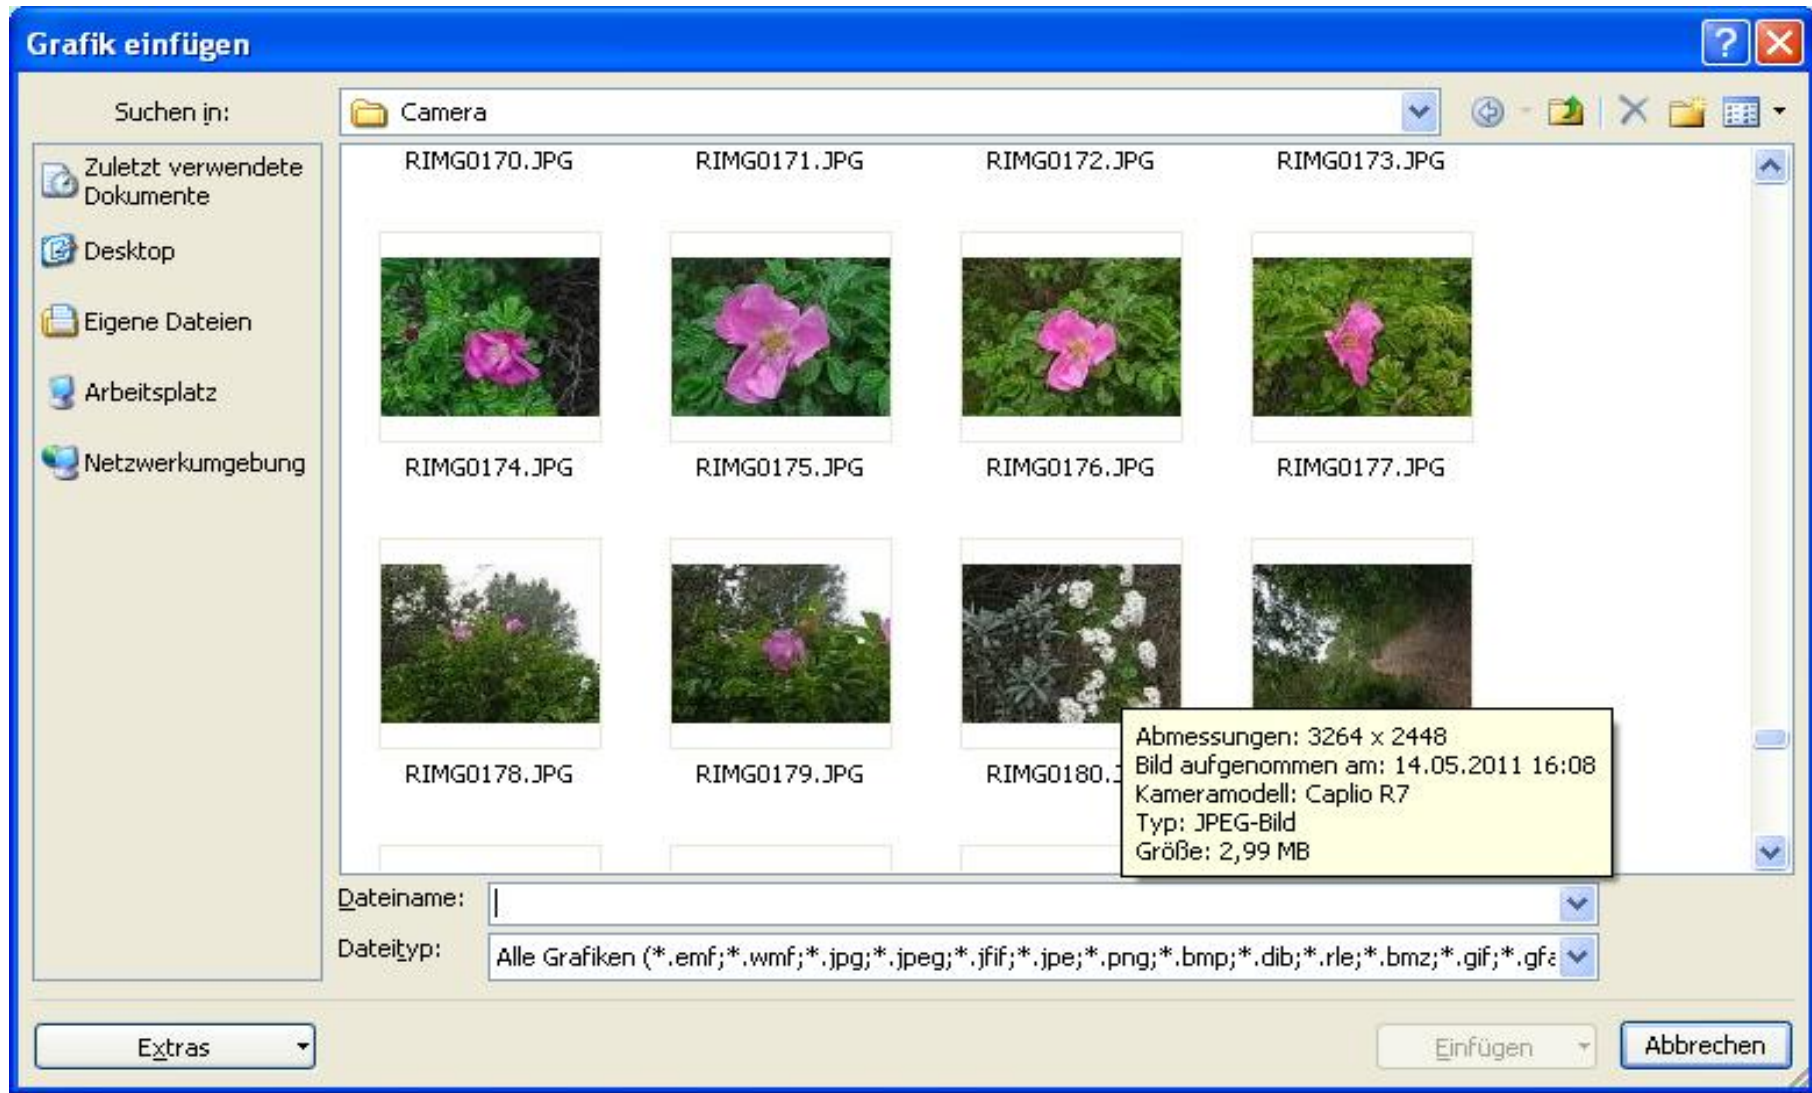 Grafik einfügen
Suchen in:
Camera
Zuletzt verwendete
Dokumente
Desktop
Eigene Dateien
Arbeitsplatz
Netzwerkumgebung
RIMG0170.JPG RIMG0171.JPG RIMG0172.JPG RIMG0173.JPG
RIMG0174.JPG RIMG0175.JPG RIMG0176.JPG RIMG0177.JPG
RIMG0178.JPG RIMG0179.JPG RIMG0180.J
Abmessungen: 3264 x 2448
Bild aufgenommen am: 14.05.2011 16:08
Kameramodell: Caplio R7
Typ: JPEG-Bild
Größe: 2,99 MB
Dateiname:
Dateityp: Alle Grafiken (*.emf;*.wmf;*.jpg;*.jpeg;*.jfif;*.jpe;*.png;*.bmp;*.dib;*.rle;*.bmz;*.gif;*.gfa
Extras Einfügen Abbrechen